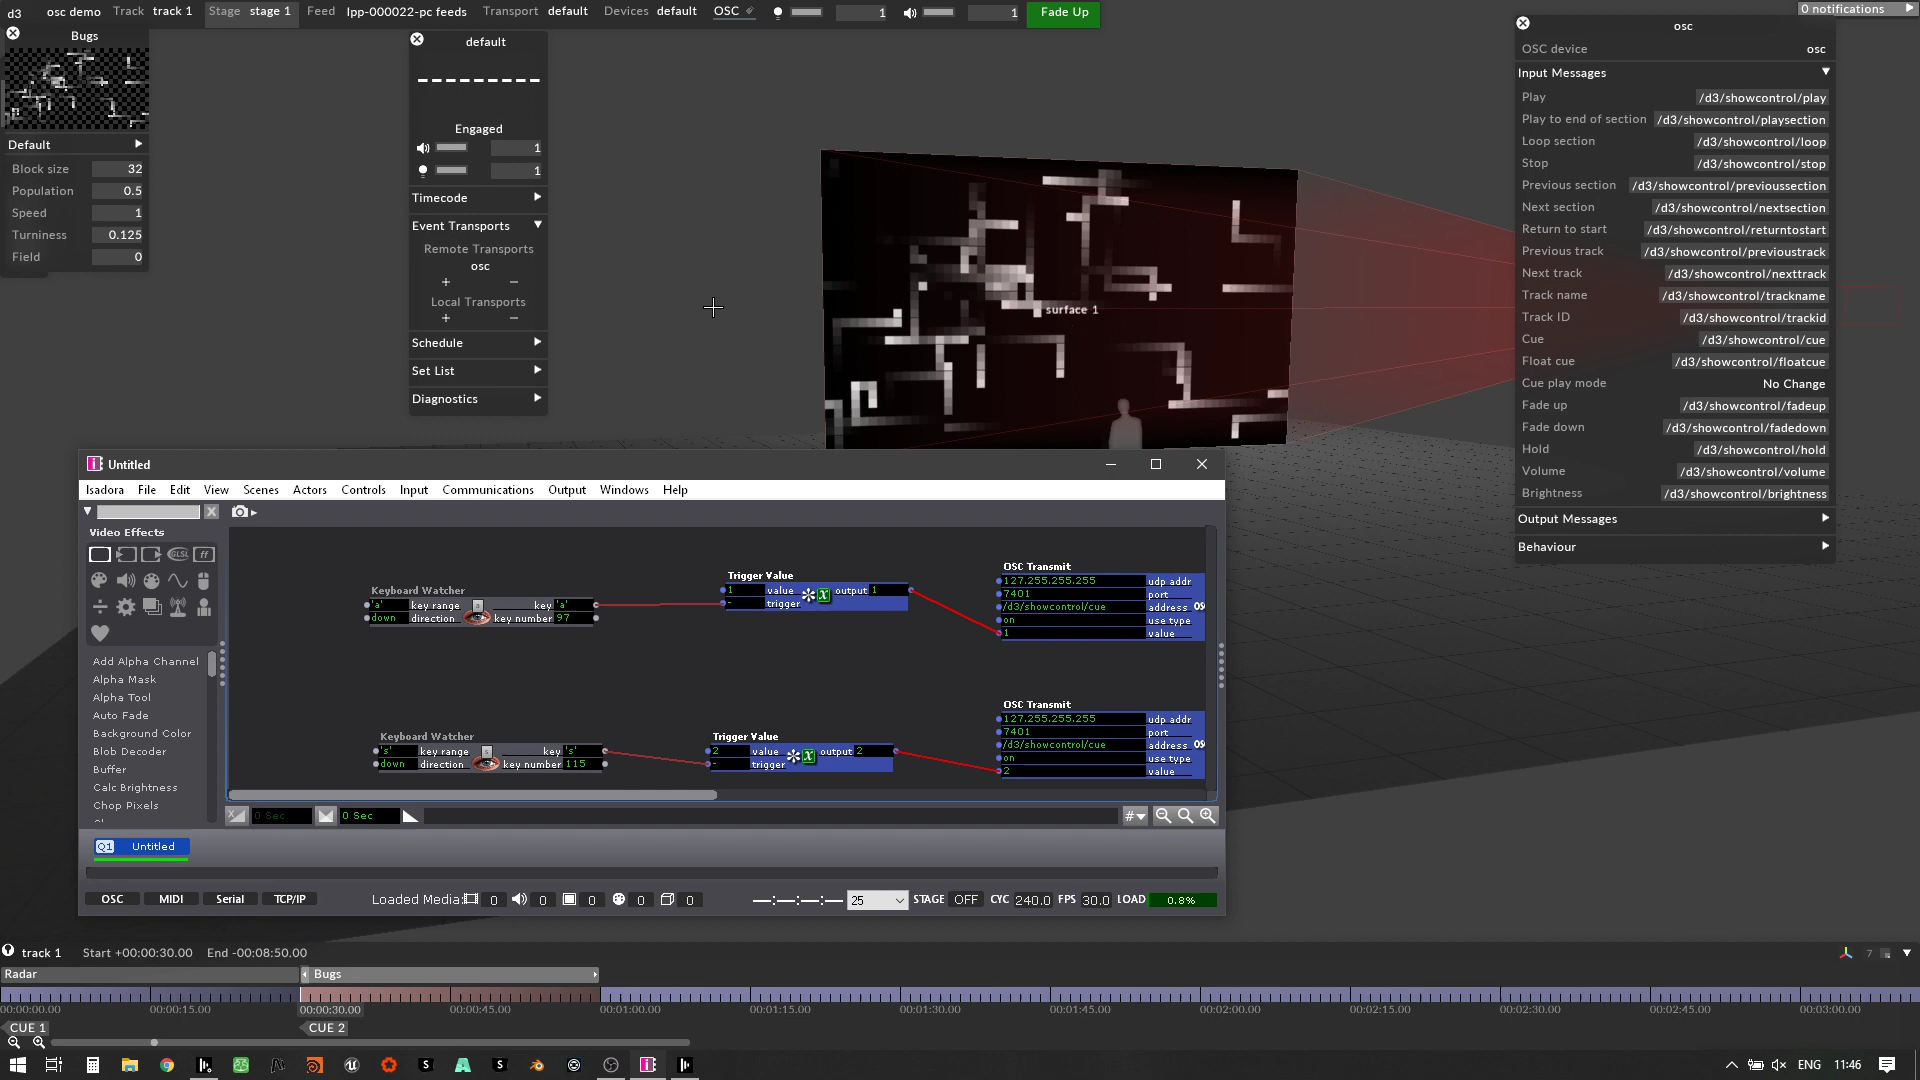 d3 osc demo Track track 1 Stage stage 1 Feed lpp-000022-pc feeds Transport default Devices default OSC 1 1 Fade Up 0 notifications
Bugs
Default
Block size 32
Population 0.5
Speed 1
Turniness 0.125
Field 0
default
Engaged
1
1
Timecode
Event Transports
Remote Transports
osc
+ −
Local Transports
+ −
Schedule
Set List
Diagnostics
surface 1
osc
OSC device osc
Input Messages
Play /d3/showcontrol/play
Play to end of section /d3/showcontrol/playsection
Loop section /d3/showcontrol/loop
Stop /d3/showcontrol/stop
Previous section /d3/showcontrol/previoussection
Next section /d3/showcontrol/nextsection
Return to start /d3/showcontrol/returntostart
Previous track /d3/showcontrol/previoustrack
Next track /d3/showcontrol/nexttrack
Track name /d3/showcontrol/trackname
Track ID /d3/showcontrol/trackid
Cue /d3/showcontrol/cue
Float cue /d3/showcontrol/floatcue
Cue play mode No Change
Fade up /d3/showcontrol/fadeup
Fade down /d3/showcontrol/fadedown
Hold /d3/showcontrol/hold
Volume /d3/showcontrol/volume
Brightness /d3/showcontrol/brightness
Output Messages
Behaviour
Untitled
Isadora File Edit View Scenes Actors Controls Input Communications Output Windows Help
X
Video Effects
GLSL ff
Add Alpha Channel
Alpha Mask
Alpha Tool
Auto Fade
Background Color
Blob Decoder
Buffer
Calc Brightness
Chop Pixels
Keyboard Watcher
'a' key range a key 'a'
down direction key number 97
Trigger Value
1 value X output 1
- trigger
OSC Transmit
127.255.255.255 udp addr
7401 port
/d3/showcontrol/cue address OS
on use type
1 value
Keyboard Watcher
's' key range s key 's'
down direction key number 115
Trigger Value
2 value X output 2
- trigger
OSC Transmit
127.255.255.255 udp addr
7401 port
/d3/showcontrol/cue address OS
on use type
2 value
0 Sec 0 Sec #
Q1 Untitled
OSC MIDI Serial TCP/IP Loaded Media: 0 0 0 0 0 —:—:—:— 25 STAGE OFF CYC 240.0 FPS 30.0 LOAD 0.8%
track 1 Start +00:00:30.00 End -00:08:50.00 7
Radar Bugs
00:00:00.00 00:00:15.00 00:00:30.00 00:00:45.00 00:01:00.00 00:01:15.00 00:01:30.00 00:01:45.00 00:02:00.00 00:02:15.00 00:02:30.00 00:02:45.00 00:03:00.00
CUE 1 CUE 2
ENG 11:46